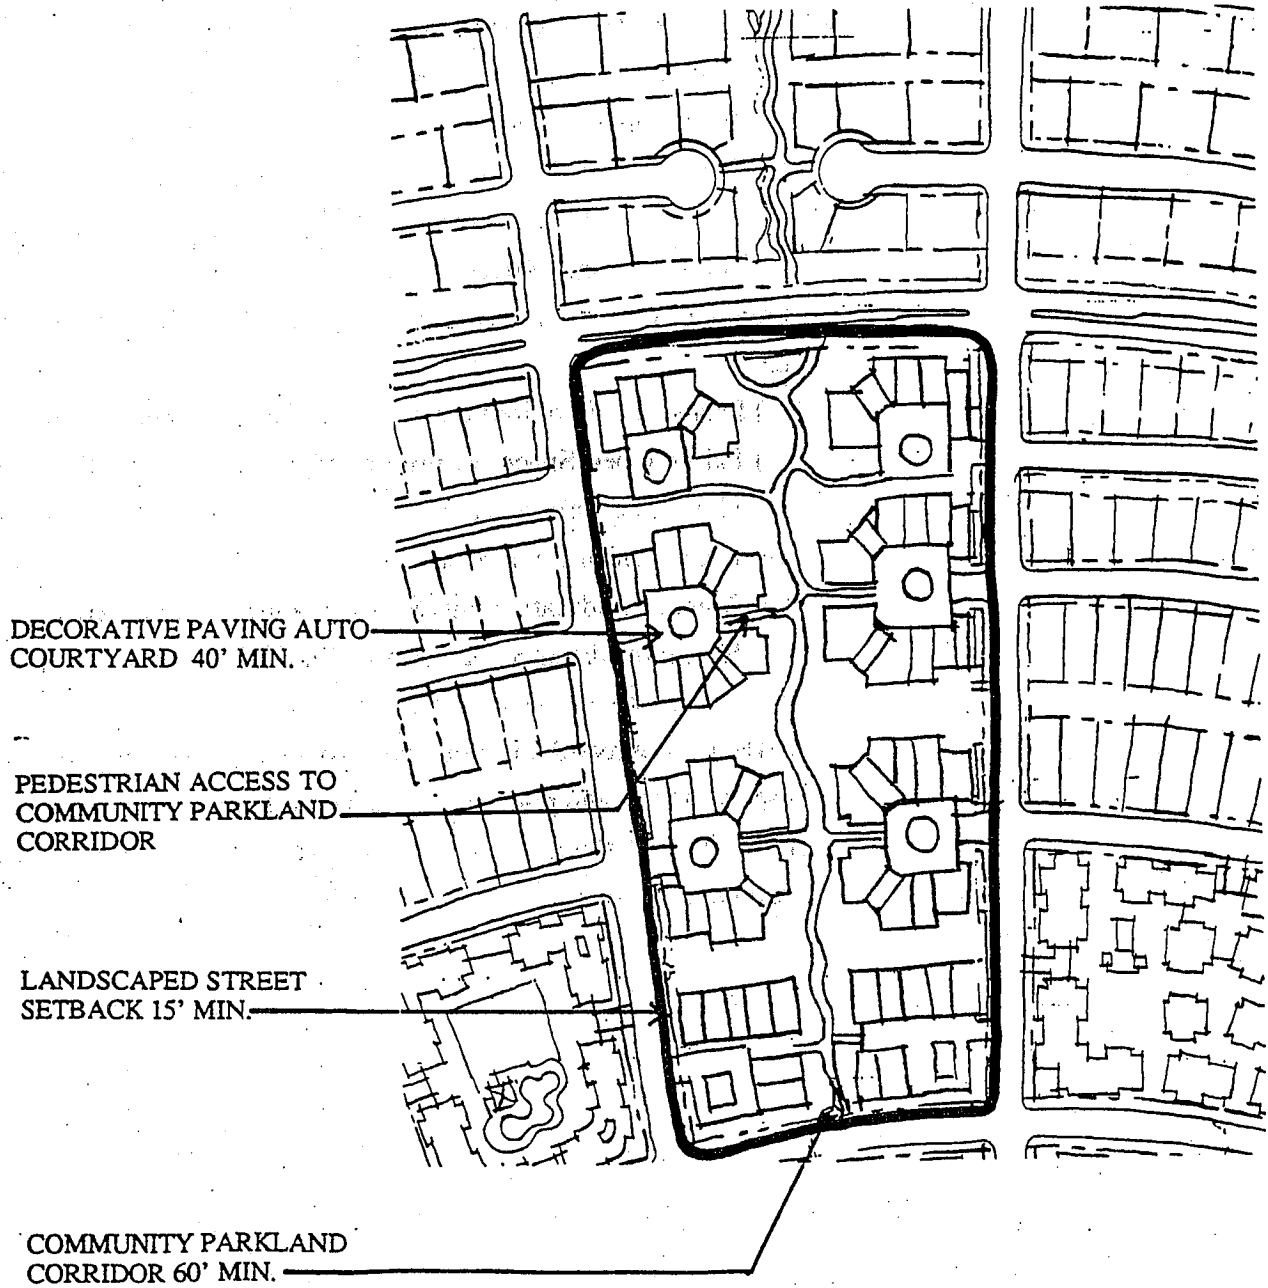 DECORATIVE PAVING AUTO
COURTYARD 40' MIN.
PEDESTRIAN ACCESS TO
COMMUNITY PARKLAND
CORRIDOR
LANDSCAPED STREET
SETBACK 15' MIN.
COMMUNITY PARKLAND
CORRIDOR 60' MIN.